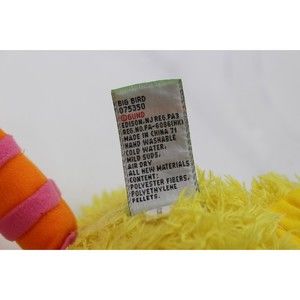 BIG BIRD
075350
GUND
EDISON, NJ REG.PA3
REG.NO.PA-6086(HK)
MADE IN CHINA 71
HAND WASHABLE
COLD WATER.
MILD SUDS.
AIR DRY
ALL NEW MATERIALS
CONTENT:
POLYESTER FIBERS,
POLYETHYLENE
PELLETS.